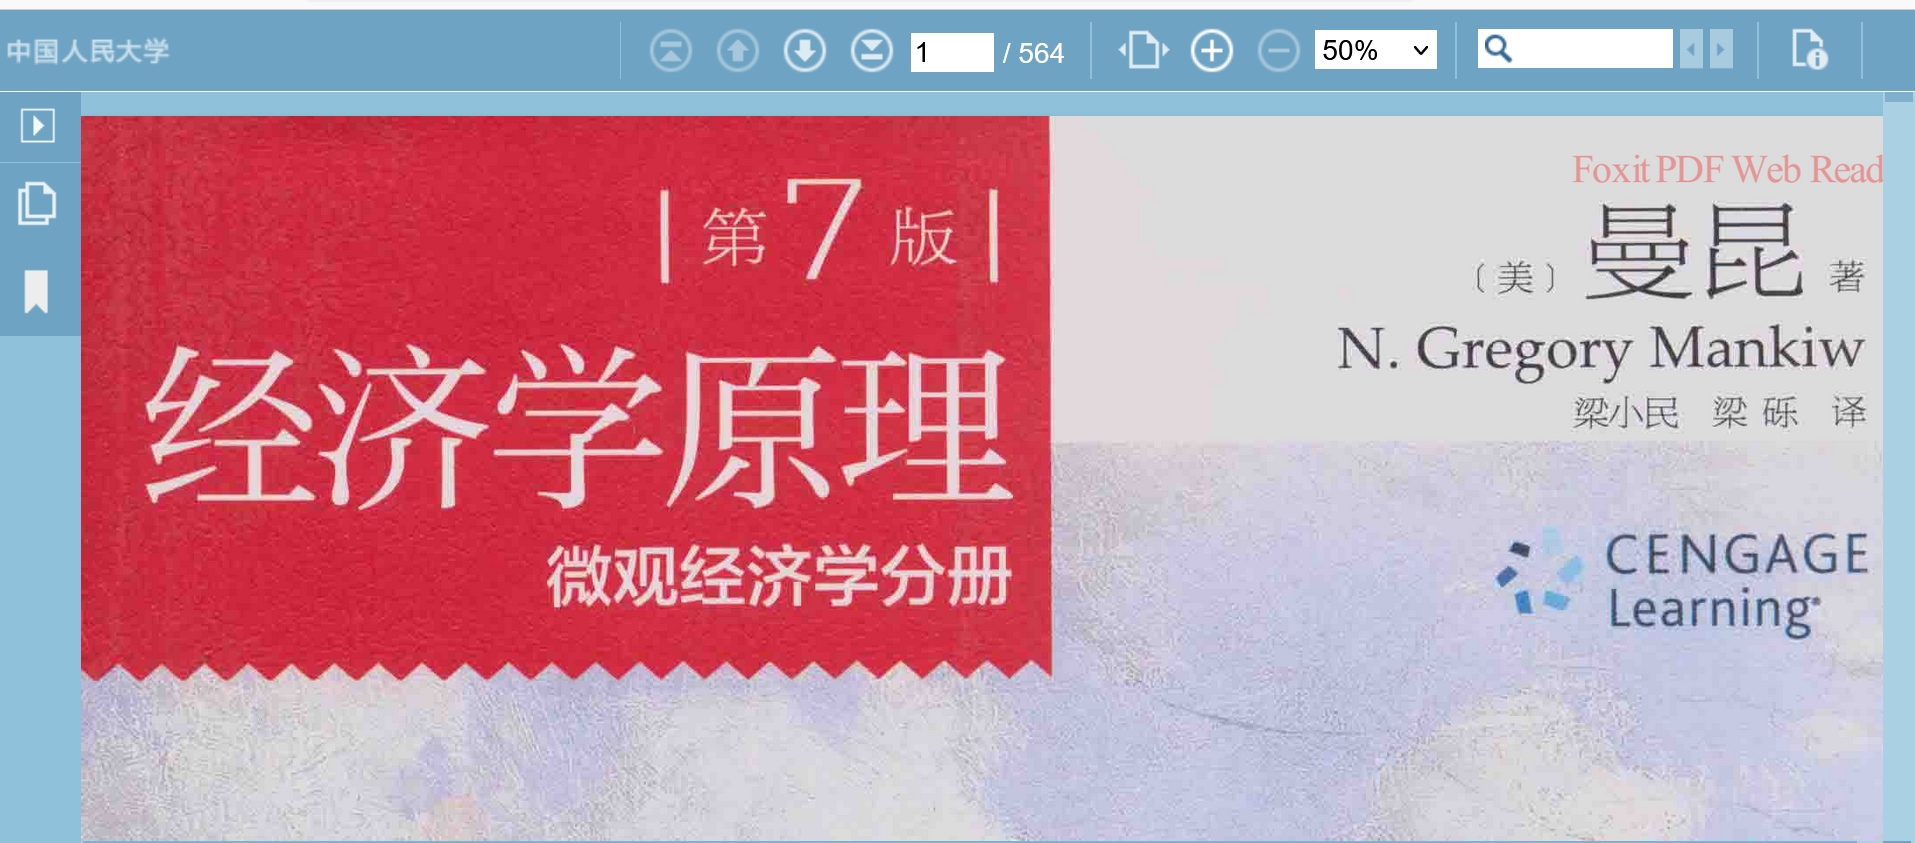 中国人民大学
1 / 564
50%
Foxit PDF Web Read
第7版
经济学原理
微观经济学分册
〔美〕曼昆 著
N. Gregory Mankiw
梁小民 梁砾 译
CENGAGE
Learning®